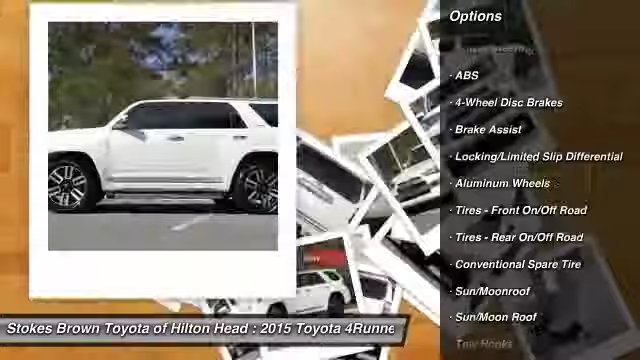 Options
ABS
4-Wheel Disc Brakes
Brake Assist
Locking/Limited Slip Differential
Aluminum Wheels
Tires - Front On/Off Road
Tires - Rear On/Off Road
Conventional Spare Tire
Sun/Moonroof
Sun/Moon Roof
Tow Hooks
Stokes Brown Toyota of Hilton Head : 2015 Toyota 4Runne